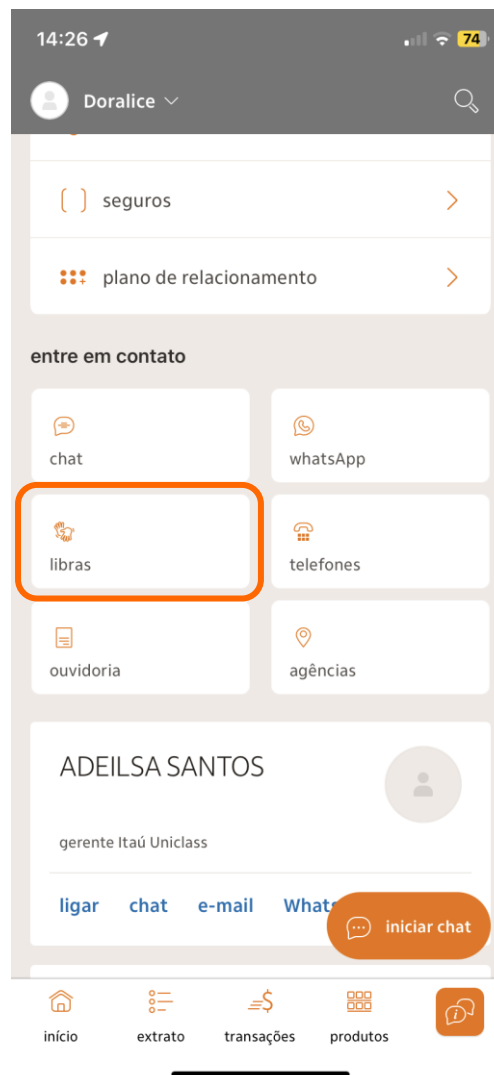 14:26
74
Doralice
seguros
plano de relacionamento
entre em contato
chat
whatsApp
libras
telefones
ouvidoria
agências
ADEILSA SANTOS
gerente Itaú Uniclass
ligar chat e-mail Whats
iniciar chat
início extrato transações produtos